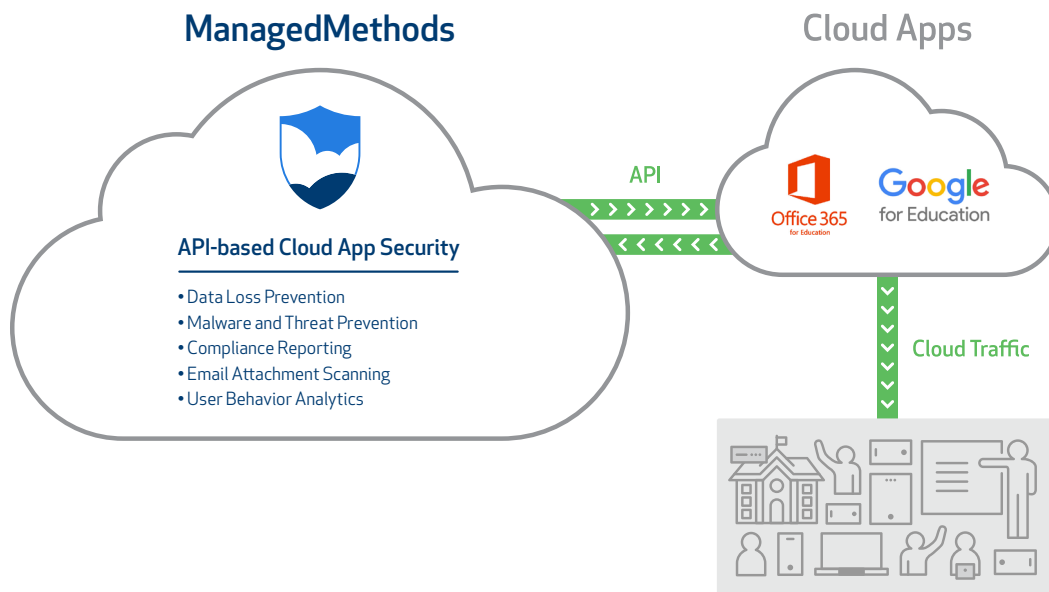 ManagedMethods
Cloud Apps
API-based Cloud App Security
• Data Loss Prevention
• Malware and Threat Prevention
• Compliance Reporting
• Email Attachment Scanning
• User Behavior Analytics
API
Office 365
for Education
Google
for Education
Cloud Traffic